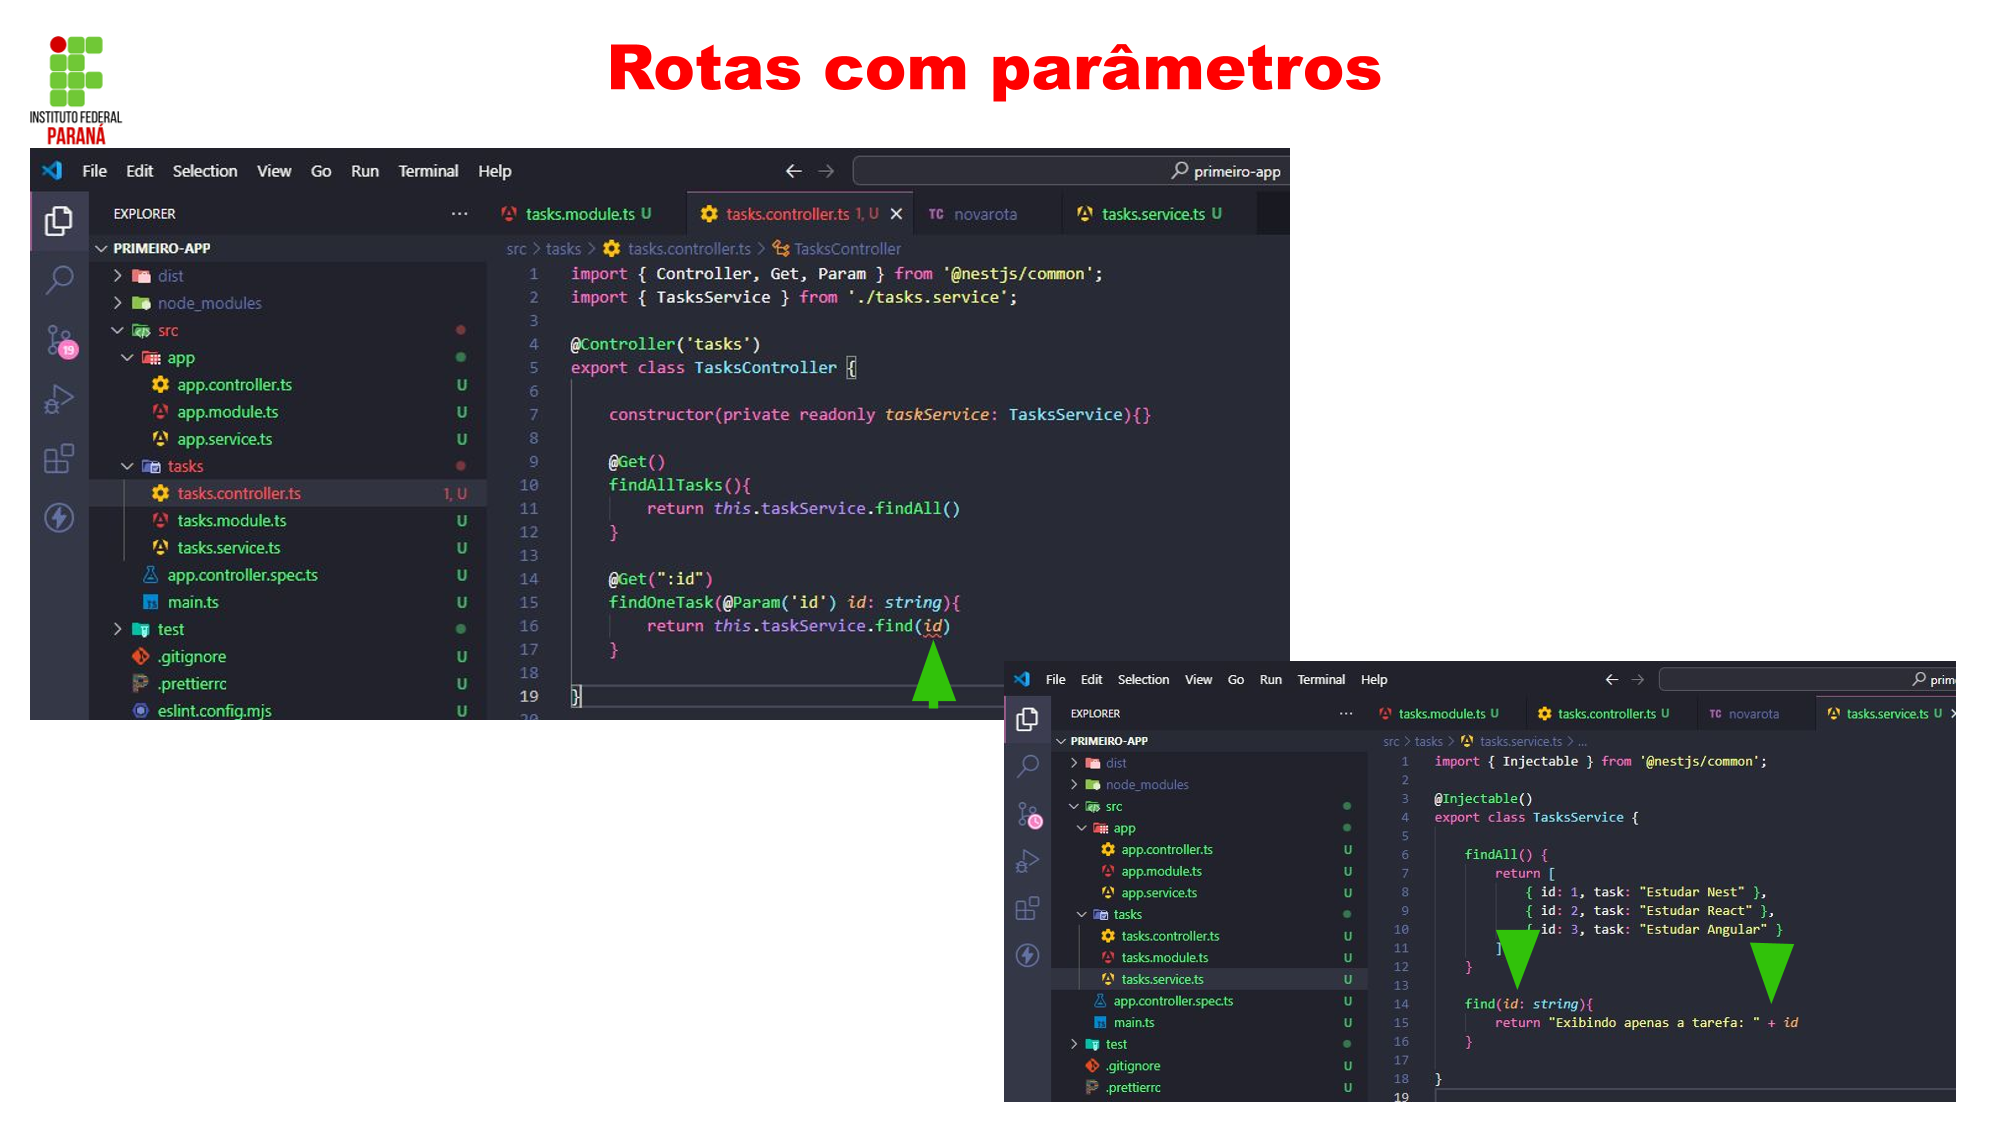 INSTITUTO FEDERAL
PARANÁ
Rotas com parâmetros
File Edit Selection View Go Run Terminal Help
primeiro-app
EXPLORER
PRIMEIRO-APP
dist
node_modules
src
app
app.controller.ts U
app.module.ts U
app.service.ts U
tasks
tasks.controller.ts 1, U
tasks.module.ts U
tasks.service.ts U
app.controller.spec.ts U
main.ts U
test
.gitignore U
.prettierrc U
eslint.config.mjs U
19
tasks.module.ts U tasks.controller.ts 1, U TC novarota tasks.service.ts U
src > tasks > tasks.controller.ts > TasksController
1 import { Controller, Get, Param } from '@nestjs/common';
2 import { TasksService } from './tasks.service';
3
4 @Controller('tasks')
5 export class TasksController {
6
7 constructor(private readonly taskService: TasksService){}
8
9 @Get()
10 findAllTasks(){
11 return this.taskService.findAll()
12 }
13
14 @Get(":id")
15 findOneTask(@Param('id') id: string){
16 return this.taskService.find(id)
17 }
18
19 }
20
File Edit Selection View Go Run Terminal Help
EXPLORER
PRIMEIRO-APP
dist
node_modules
src
app
app.controller.ts U
app.module.ts U
app.service.ts U
tasks
tasks.controller.ts U
tasks.module.ts U
tasks.service.ts U
app.controller.spec.ts U
main.ts U
test
.gitignore U
.prettierrc U
tasks.module.ts U tasks.controller.ts U TC novarota tasks.service.ts U
src > tasks > tasks.service.ts > ...
1 import { Injectable } from '@nestjs/common';
2
3 @Injectable()
4 export class TasksService {
5
6 findAll() {
7 return [
8 { id: 1, task: "Estudar Nest" },
9 { id: 2, task: "Estudar React" },
10 { id: 3, task: "Estudar Angular" }
11 ]
12 }
13
14 find(id: string){
15 return "Exibindo apenas a tarefa: " + id
16 }
17
18 }
19